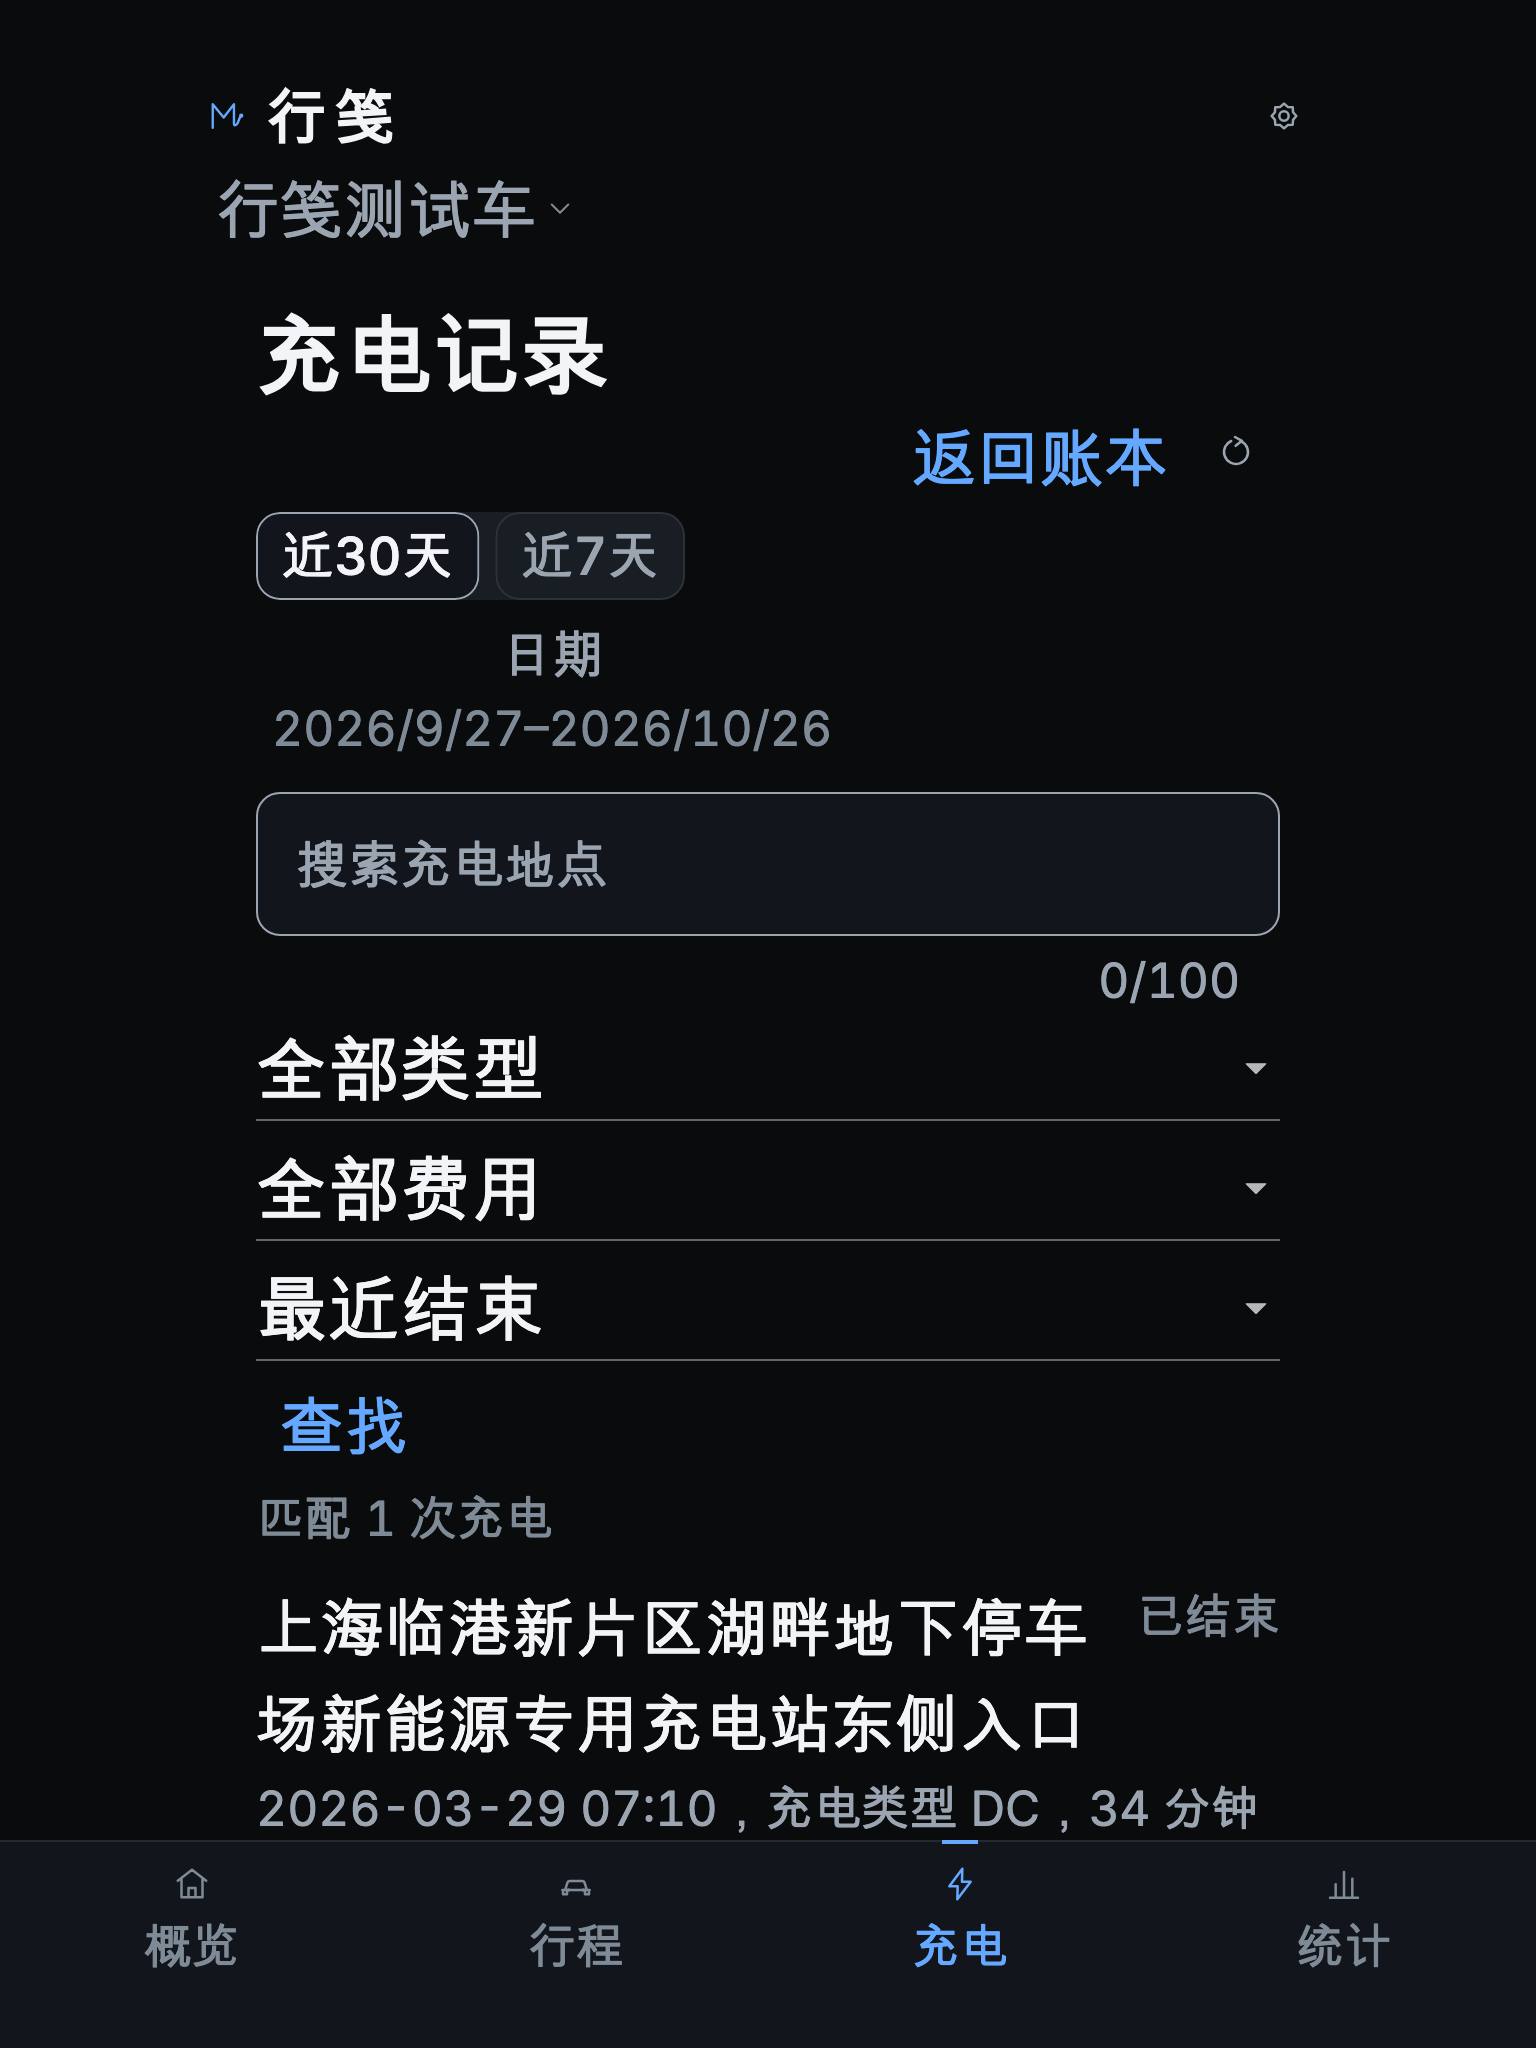 行笺
行笺测试车
充电记录
返回账本
近30天 近7天
日期
2026/9/27–2026/10/26
搜索充电地点
0/100
全部类型
全部费用
最近结束
查找
匹配 1 次充电
上海临港新片区湖畔地下停车 已结束
场新能源专用充电站东侧入口
2026-03-29 07:10，充电类型 DC，34 分钟
概览 行程 充电 统计